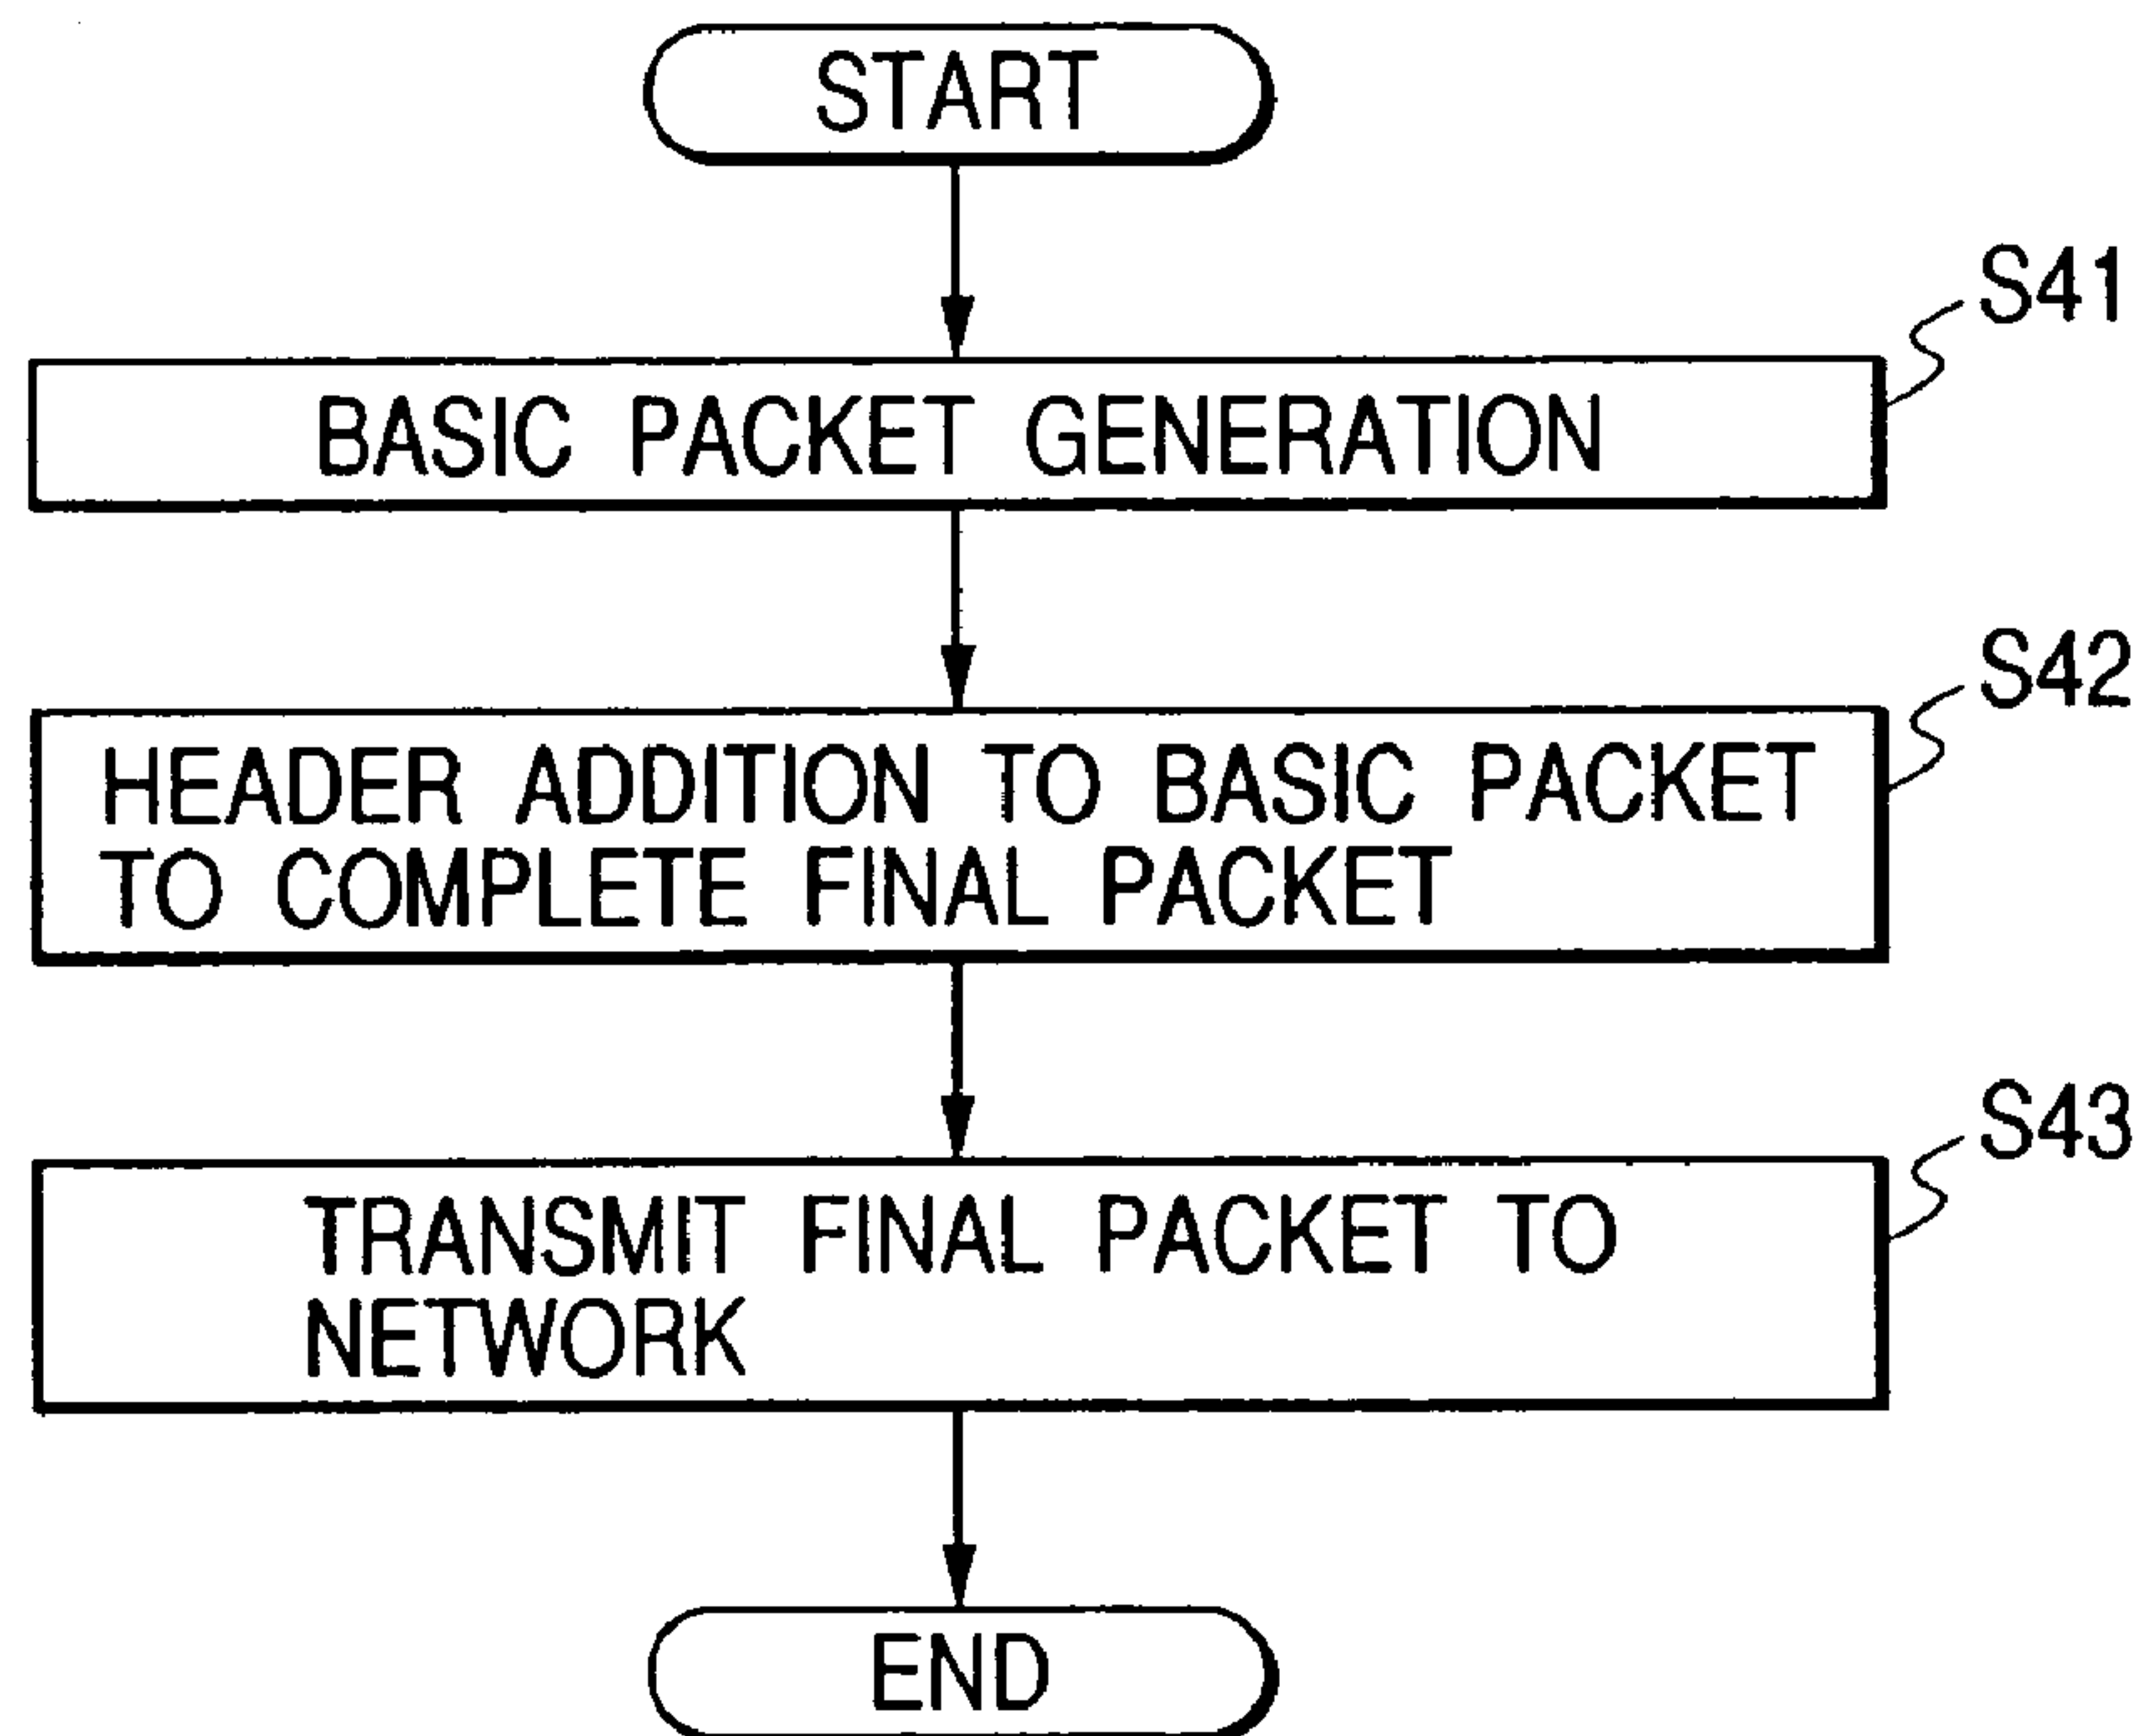 START
S41
BASIC PACKET GENERATION
S42
HEADER ADDITION TO BASIC PACKET
TO COMPLETE FINAL PACKET
S43
TRANSMIT FINAL PACKET TO
NETWORK
END